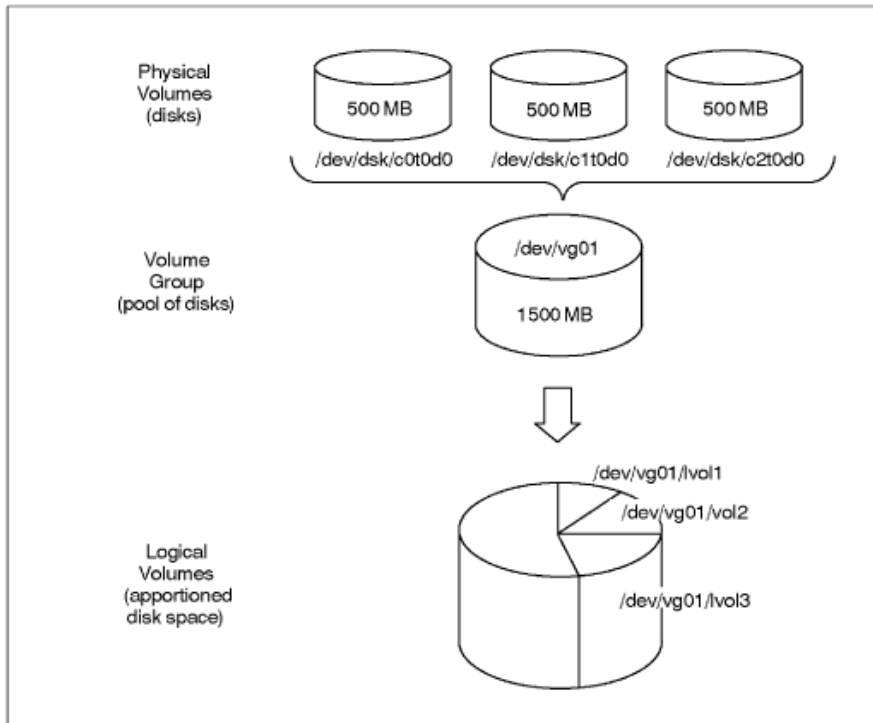 Physical
Volumes
(disks)
500 MB
500 MB
500 MB
/dev/dsk/c0t0d0
/dev/dsk/c1t0d0
/dev/dsk/c2t0d0
Volume
Group
(pool of disks)
/dev/vg01
1500 MB
Logical
Volumes
(apportioned
disk space)
/dev/vg01/lvol1
/dev/vg01/vol2
/dev/vg01/lvol3